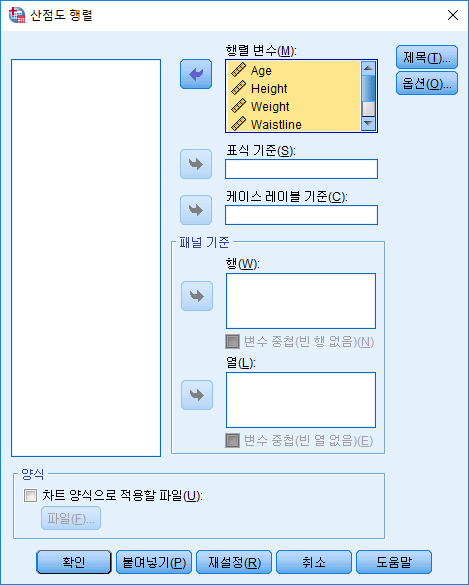 산점도 행렬
행렬 변수(M):
Age
Height
Weight
Waistline
제목(T)...
옵션(O)...
표식 기준(S):
케이스 레이블 기준(C):
패널 기준
행(W):
변수 중첩(빈 행 없음)(N)
열(L):
변수 중첩(빈 열 없음)(E)
양식
차트 양식으로 적용할 파일(U):
파일(F)...
확인 붙여넣기(P) 재설정(R) 취소 도움말